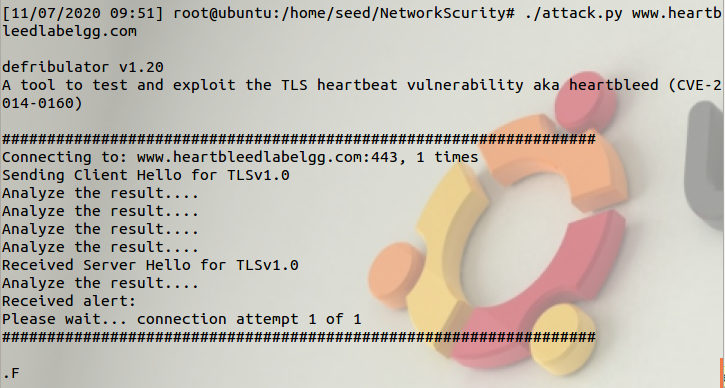 [11/07/2020 09:51] root@ubuntu:/home/seed/NetworkScurity# ./attack.py www.heartb
leedlabelgg.com
defribulator v1.20
A tool to test and exploit the TLS heartbeat vulnerability aka heartbleed (CVE-2
014-0160)
##################################################################
Connecting to: www.heartbleedlabelgg.com:443, 1 times
Sending Client Hello for TLSv1.0
Analyze the result....
Analyze the result....
Analyze the result....
Analyze the result....
Received Server Hello for TLSv1.0
Analyze the result....
Received alert:
Please wait... connection attempt 1 of 1
##################################################################
.F